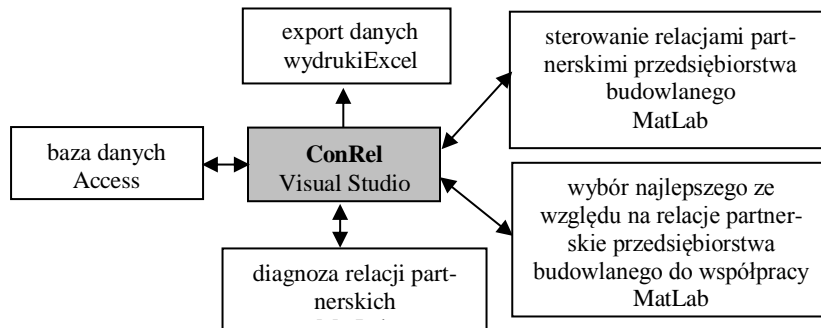 export danych
wydrukiExcel
sterowanie relacjami part-
nerskimi przedsiębiorstwa
budowlanego
MatLab
baza danych
Access
ConRel
Visual Studio
wybór najlepszego ze
względu na relacje partner-
skie przedsiębiorstwa
budowlanego do współpracy
MatLab
diagnoza relacji part-
nerskich